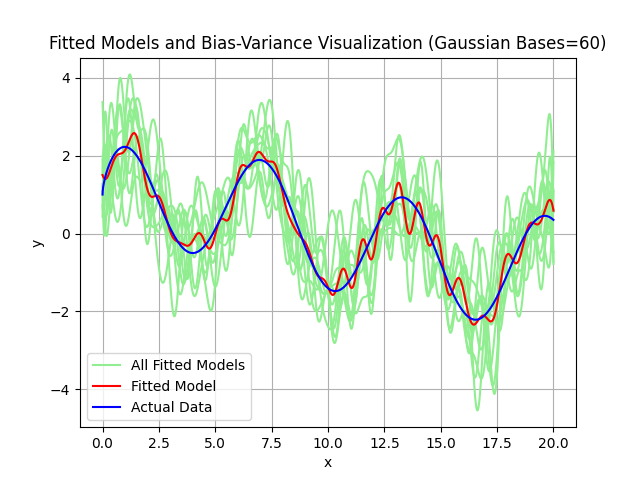 Fitted Models and Bias-Variance Visualization (Gaussian Bases=60)
4
2
0
−2
−4
y
All Fitted Models
Fitted Model
Actual Data
0.0 2.5 5.0 7.5 10.0 12.5 15.0 17.5 20.0
x